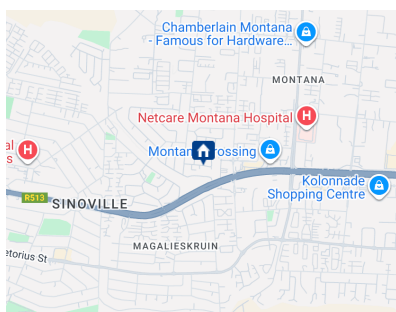 Chamberlain Montana
- Famous for Hardware...
MONTANA
Netcare Montana Hospital
H
al
H
s
Montana Crossing
Kolonnade
Shopping Centre
R513
SINOVILLE
MAGALIESKRUIN
etorius St